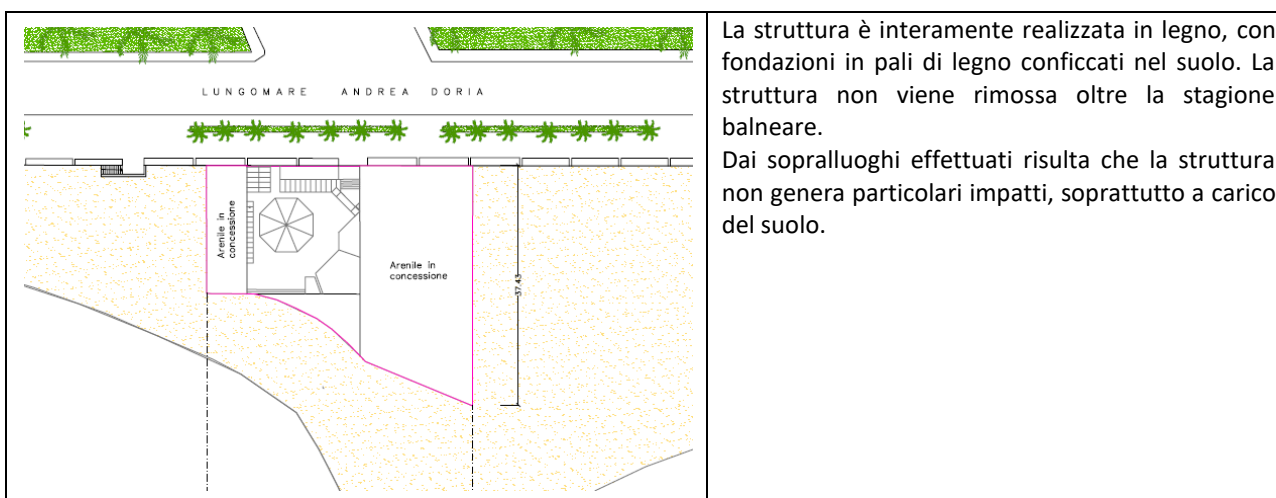 LUNGOMARE ANDREA DORIA
Arenile in
concessione
Arenile in
concessione
37.43
La struttura è interamente realizzata in legno, con
fondazioni in pali di legno conficcati nel suolo. La
struttura non viene rimossa oltre la stagione
balneare.
Dai sopralluoghi effettuati risulta che la struttura
non genera particolari impatti, soprattutto a carico
del suolo.